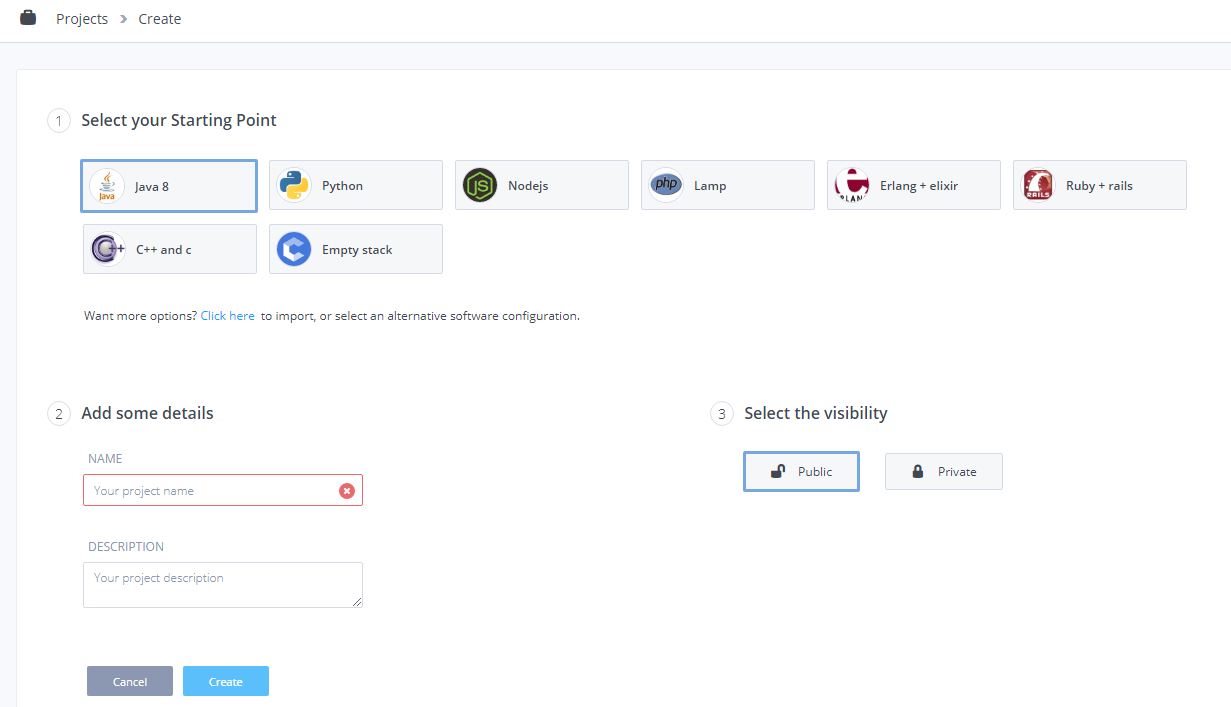 Projects Create
1 Select your Starting Point
Java Java 8
Python
JS Nodejs
php Lamp
Erlang + elixir
RAILS Ruby + rails
C++ C++ and c
Empty stack
Want more options? Click here to import, or select an alternative software configuration.
2 Add some details
NAME
Your project name
DESCRIPTION
Your project description
3 Select the visibility
Public
Private
Cancel
Create